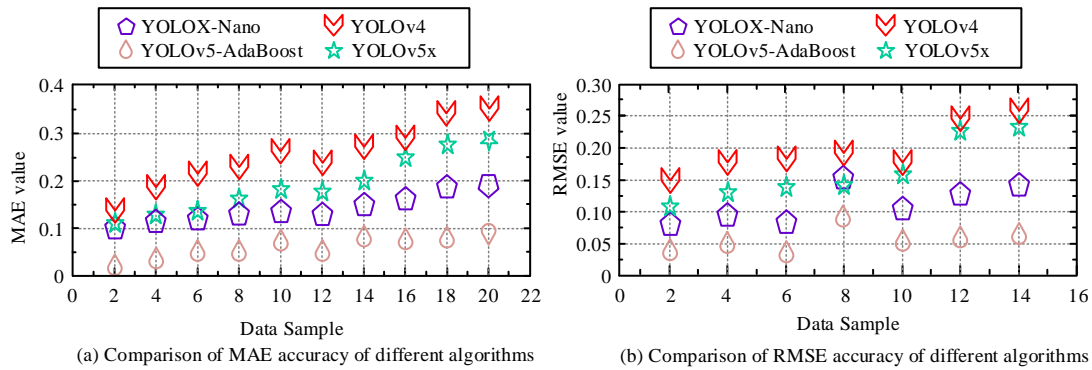 YOLOX-Nano
YOLOv4
YOLOv5-AdaBoost
YOLOv5x
0.4
0.3
0.2
0.1
0
MAE value
0 2 4 6 8 10 12 14 16 18 20 22
Data Sample
(a) Comparison of MAE accuracy of different algorithms
YOLOX-Nano
YOLOv4
YOLOv5-AdaBoost
YOLOv5x
0.30
0.25
0.20
0.15
0.10
0.05
0
RMSE value
0 2 4 6 8 10 12 14 16
Data Sample
(b) Comparison of RMSE accuracy of different algorithms